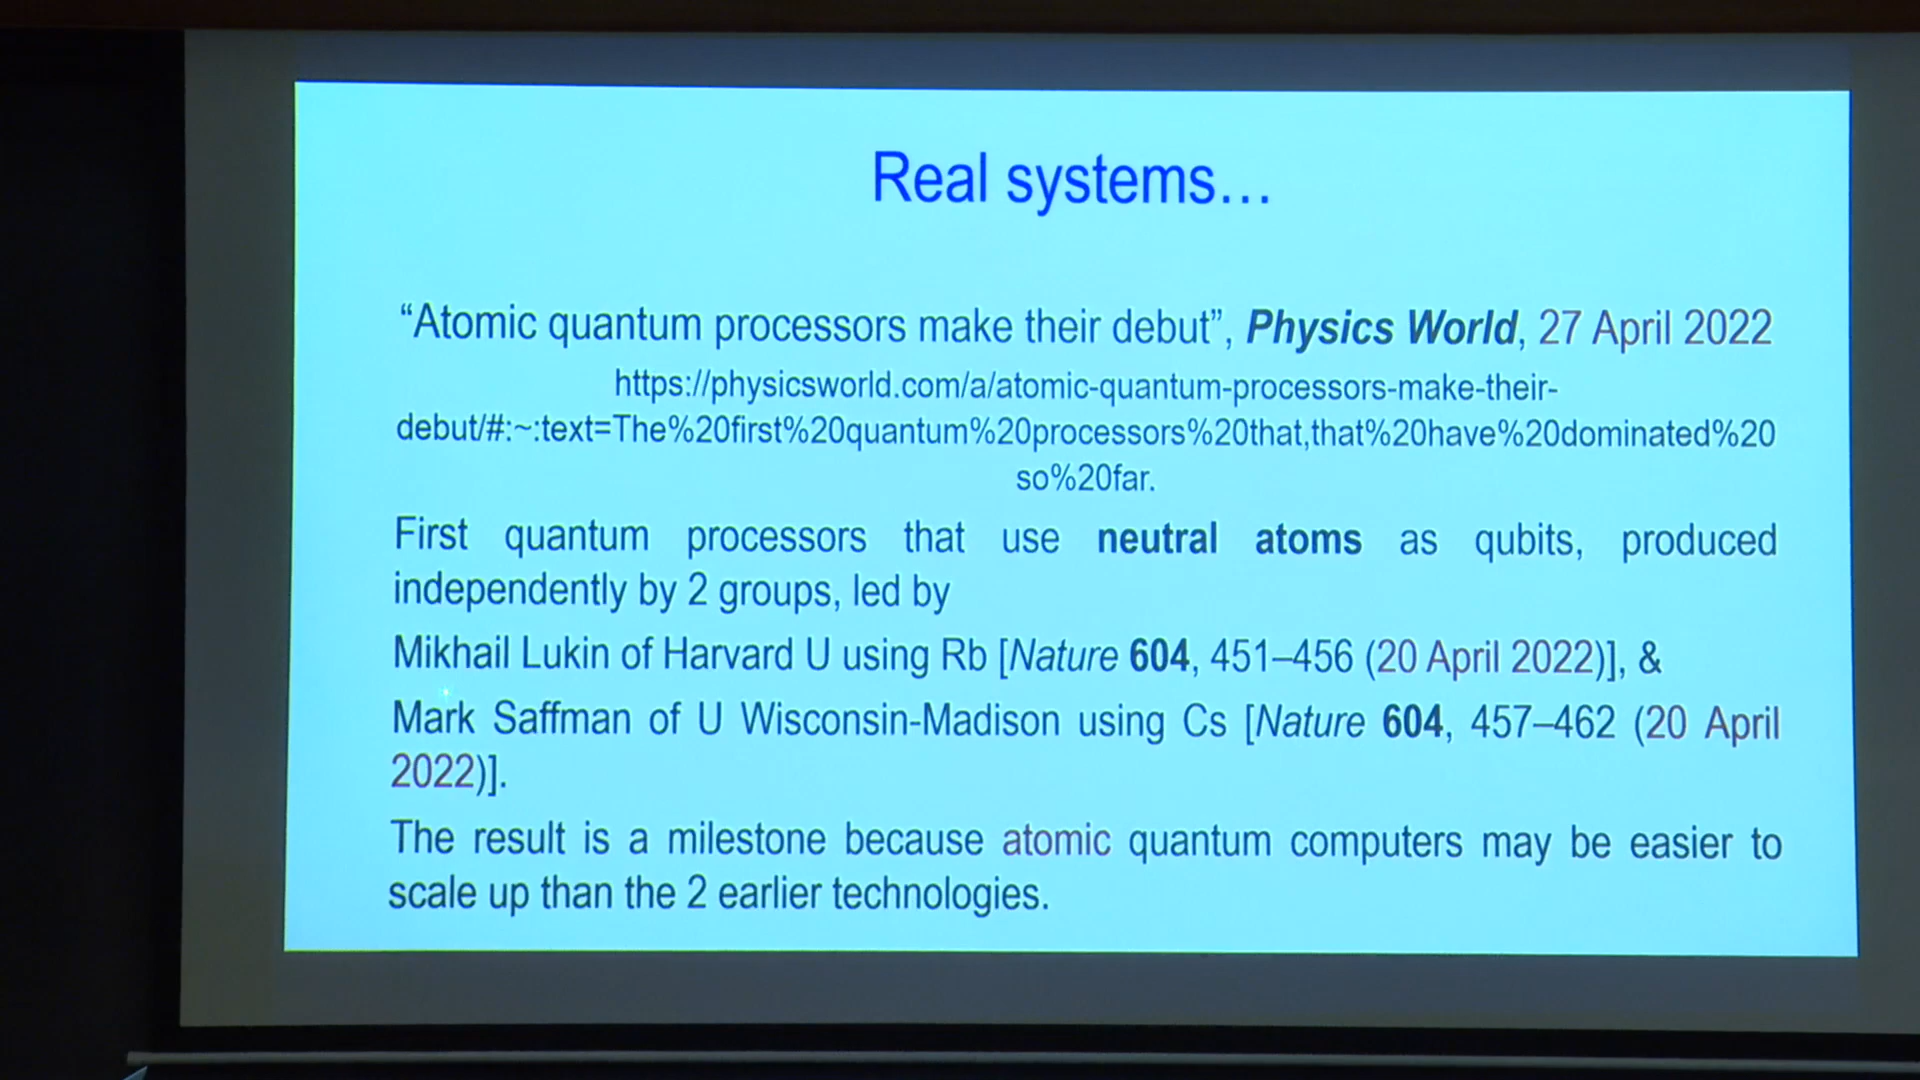 Real systems…
“Atomic quantum processors make their debut”, Physics World, 27 April 2022
https://physicsworld.com/a/atomic-quantum-processors-make-their-
debut/#:~:text=The%20first%20quantum%20processors%20that,that%20have%20dominated%20
so%20far.
First quantum processors that use neutral atoms as qubits, produced
independently by 2 groups, led by
Mikhail Lukin of Harvard U using Rb [Nature 604, 451–456 (20 April 2022)], &
Mark Saffman of U Wisconsin-Madison using Cs [Nature 604, 457–462 (20 April
2022)].
The result is a milestone because atomic quantum computers may be easier to
scale up than the 2 earlier technologies.